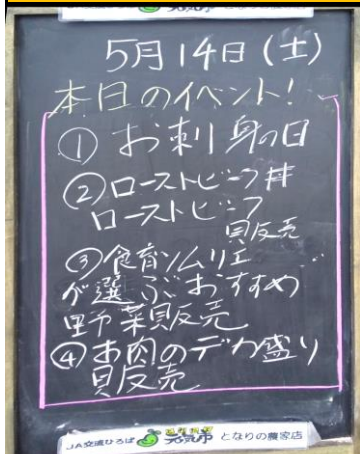 5月14日(土)
本日のイベント!
① お刺身の日
②ローストビーフ丼
ローストビーフ
販売
③食育ソムリエ
が選ぶおすすめ
野菜販売
④お肉のデカ盛り
販売
JA交流ひろば 元気市 となりの農家店